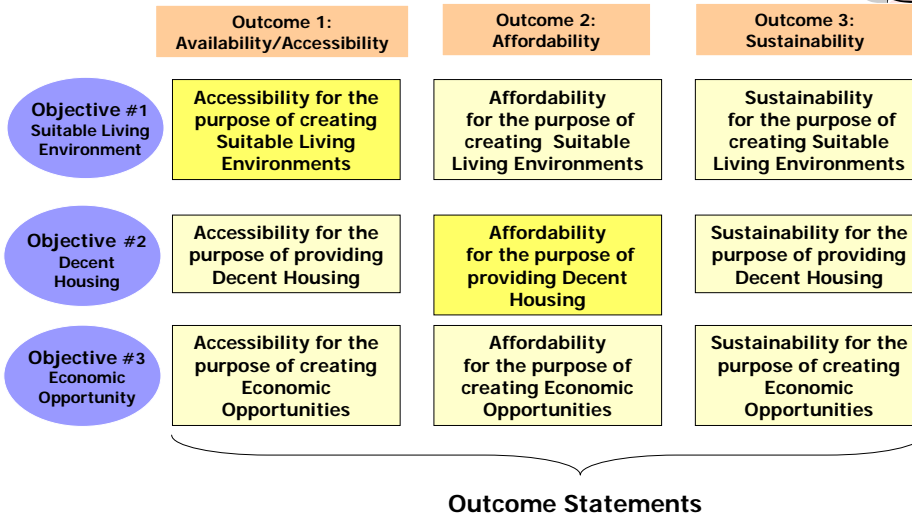 Outcome 1:
Availability/Accessibility
Outcome 2:
Affordability
Outcome 3:
Sustainability
Objective #1
Suitable Living
Environment
Accessibility for the
purpose of creating
Suitable Living
Environments
Affordability
for the purpose of
creating Suitable
Living Environments
Sustainability
for the purpose of
creating Suitable
Living Environments
Objective #2
Decent
Housing
Accessibility for the
purpose of providing
Decent Housing
Affordability
for the purpose of
providing Decent
Housing
Sustainability for the
purpose of providing
Decent Housing
Objective #3
Economic
Opportunity
Accessibility for the
purpose of creating
Economic
Opportunities
Affordability
for the purpose of
creating Economic
Opportunities
Sustainability for the
purpose of creating
Economic
Opportunities
Outcome Statements